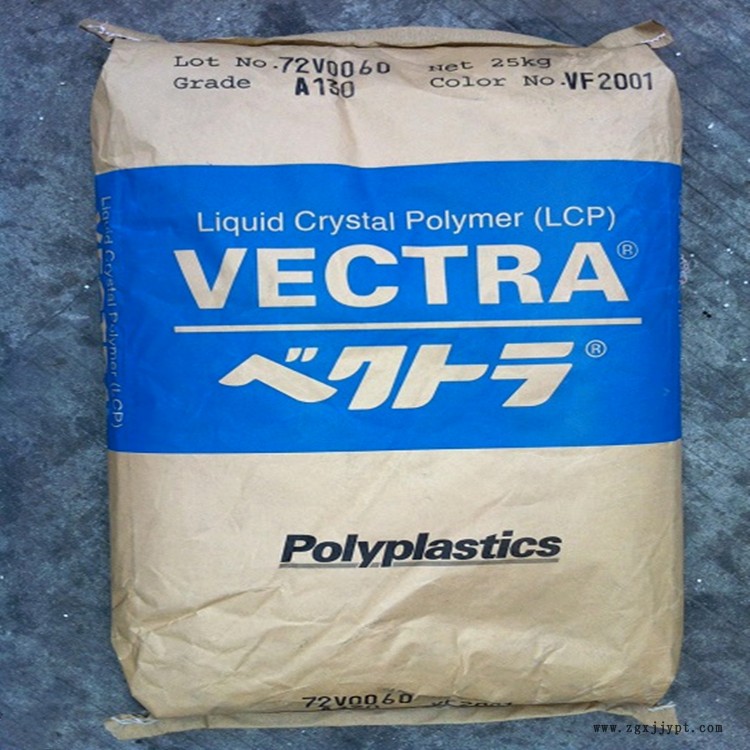 Lot No. 72V0060 Net 25kg
Grade A130 Color No. VF2001
Liquid Crystal Polymer (LCP)
VECTRA®
ベクトラ®
Polyplastics
Liquid Crystal Polymer (LCP)
72V0060
www.zgxjjypt.com